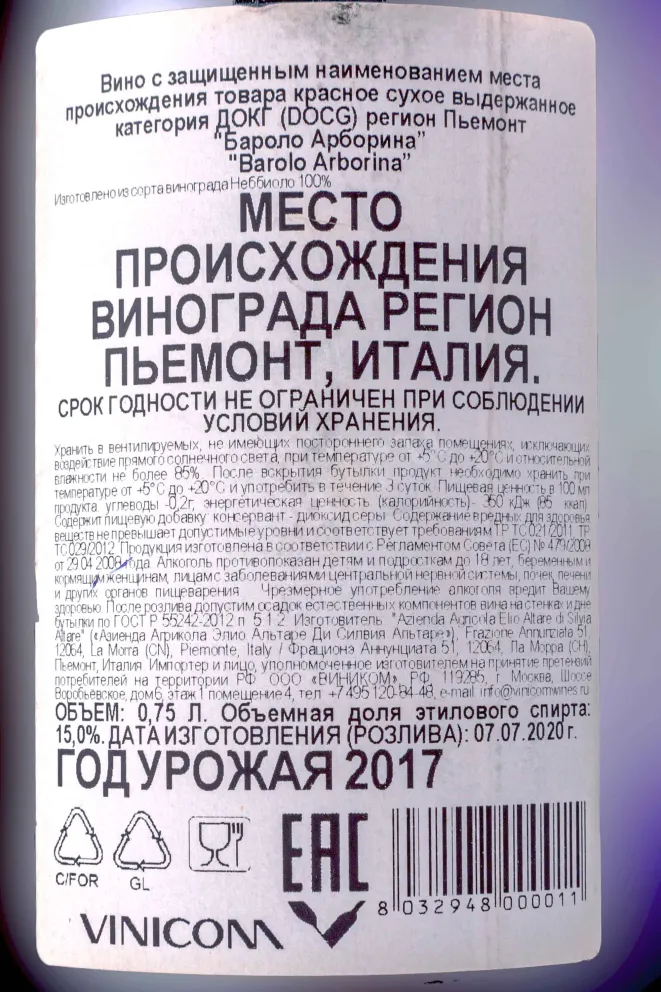 Вино с защищенным наименованием места
происхождения товара красное сухое выдержанное
категория ДОКГ (DOCG) регион Пьемонт
"Бароло Арборина"
"Barolo Arborina"
Изготовлено из сорта винограда Неббиоло 100%
МЕСТО
ПРОИСХОЖДЕНИЯ
ВИНОГРАДА РЕГИОН
ПЬЕМОНТ, ИТАЛИЯ.
СРОК ГОДНОСТИ НЕ ОГРАНИЧЕН ПРИ СОБЛЮДЕНИИ
УСЛОВИЙ ХРАНЕНИЯ.
Хранить в вентилируемых, не имеющих постороннего запаха помещениях, исключающих
воздействие прямого солнечного света, при температуре от +5°С до +20°С и относительной
влажности не более 85%. После вскрытия бутылки продукт необходимо хранить при
температуре от +5°С до +20°С и употребить в течение 3 суток. Пищевая ценность в 100 мл
продукта: углеводы -0,2г, энергетическая ценность (калорийность)- 350 кДж (85 ккал)
Содержит пищевую добавку: консервант - диоксид серы. Содержание вредных для здоровья
веществ не превышает допустимые уровни и соответствует требованиям ТР ТС 021/2011, ТР
ТС 029/2012. Продукция изготовлена в соответствии с Регламентом Совета (ЕС) № 479/2008
от 29.04.2008 года. Алкоголь противопоказан детям и подросткам до 18 лет, беременным и
кормящим женщинам, лицам с заболеваниями центральной нервной системы, почек, печени
и других органов пищеварения. Чрезмерное употребление алкоголя вредит Вашему
здоровью. После розлива допустим осадок естественных компонентов вина на стенках и дне
бутылки по ГОСТ Р 55242-2012 п. 5.1.2. Изготовитель: "Azienda Agricola Elio Altare di Silvia
Altare" («Азиенда Агрикола Элио Альтаре Ди Сильвия Альтаре»), Frazione Annunziata 51,
12064, La Morra (CN), Piemonte, Italy / Фрационэ Аннунциата 51, 12064, Ла Морра (CH),
Пьемонт, Италия. Импортер и лицо, уполномоченное изготовителем на принятие претензий
потребителей на территории РФ: ООО «ВИНИКОМ», РФ, 119285, г. Москва, Шоссе
Воробьевское, дом 6, этаж 1 помещение 4, тел. +7 495 120-84-48, e-mail: info@vinicomwines.ru
ОБЪЕМ: 0,75 Л. Объемная доля этилового спирта:
15,0%. ДАТА ИЗГОТОВЛЕНИЯ (РОЗЛИВА): 07.07.2020 г.
ГОД УРОЖАЯ 2017
C/FOR
GL
EAC
8 032948 000011
VINICOM